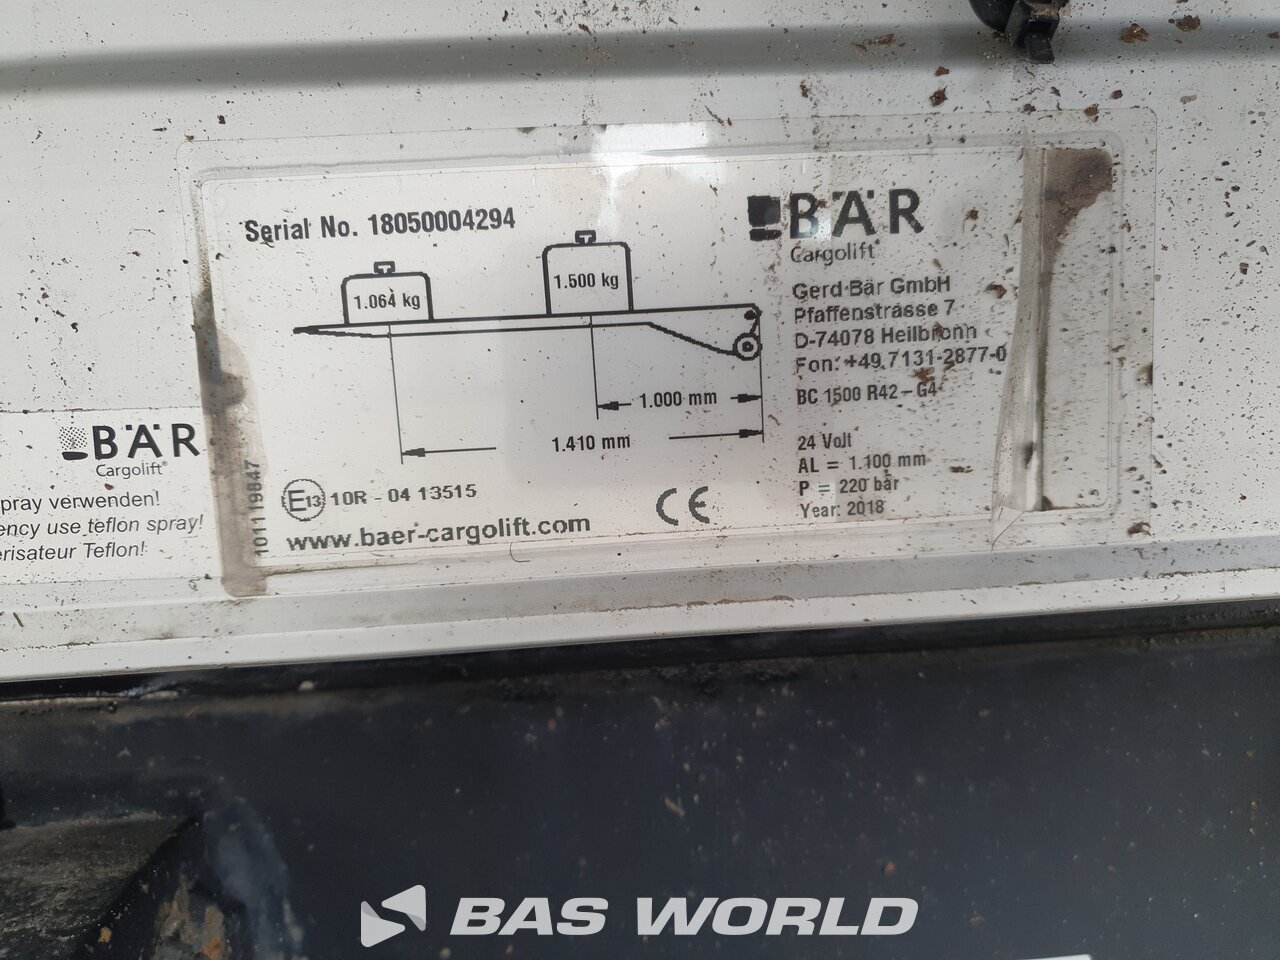 Serial No. 18050004294
1.064 kg
1.500 kg
1.000 mm
1.410 mm
E13 10R - 04 13515
www.baer-cargolift.com
CE
101119847
BÄR
Cargolift
Gerd Bär GmbH
Pfaffenstrasse 7
D-74078 Heilbronn
Fon: +49.7131-2877-0
BC 1500 R42-G4
24 Volt
AL = 1.100 mm
P = 220 bar
Year: 2018
BÄR
Cargolift®
spray verwenden!
ency use teflon spray!
érisateur Teflon!
BAS WORLD